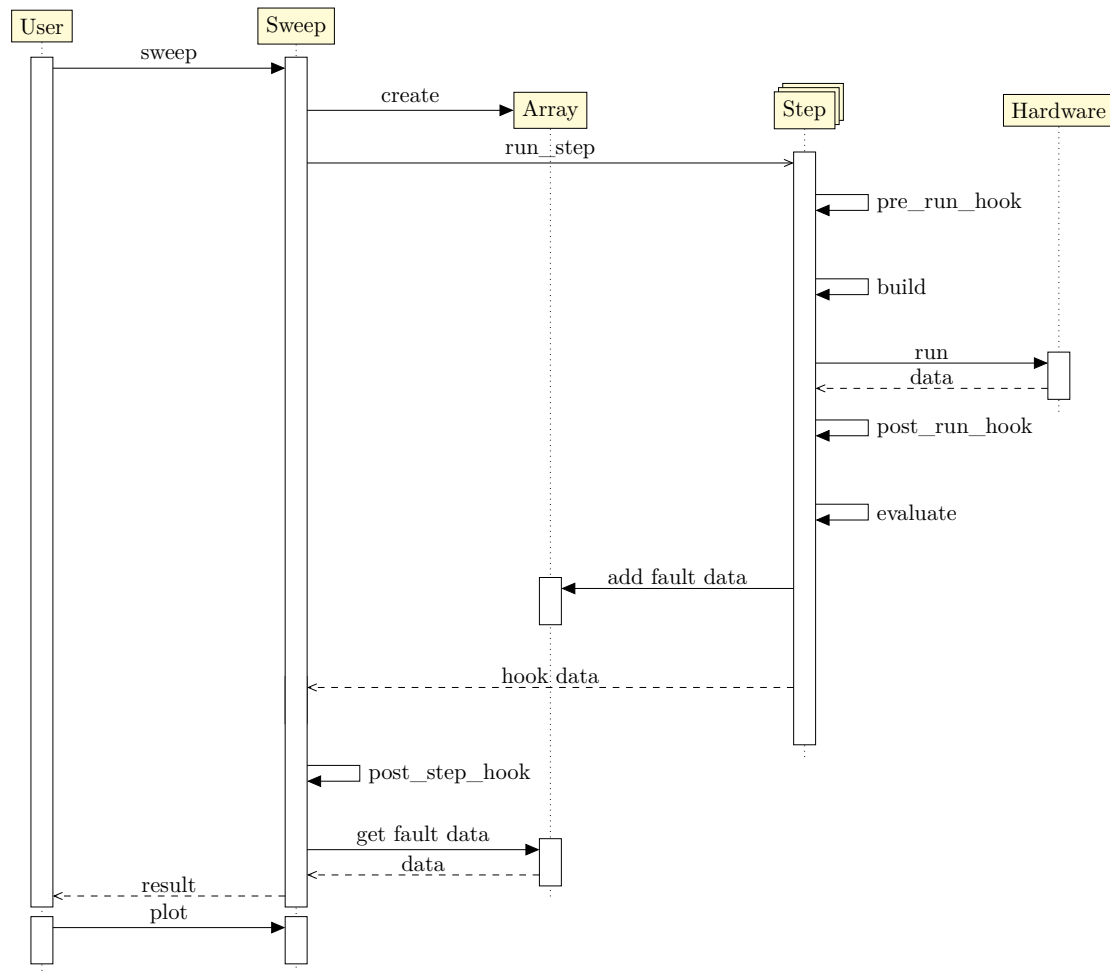 User
Sweep
sweep
create
Array
Step
Hardware
run_step
pre_run_hook
build
run
data
post_run_hook
evaluate
add fault data
hook data
post_step_hook
get fault data
data
result
plot